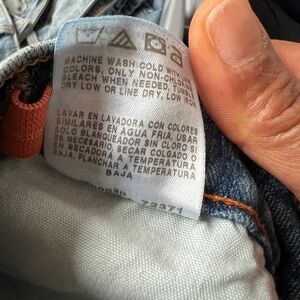 MACHINE WASH COLD WITH LIKE
COLORS, ONLY NON-CHLORINE
BLEACH WHEN NEEDED, TUMBLE
DRY LOW OR LINE DRY, LOW IRON
LAVAR EN LAVADORA CON COLORES
SIMILARES EN AGUA FRIA, USAR
SOLO BLANQUEADOR SIN CLORO
ES NECESARIO, SECAR COLGADO O
EN SECADORA A TEMPERATURA
BAJA, PLANCHAR A TEMPERATURA
BAJA
72371